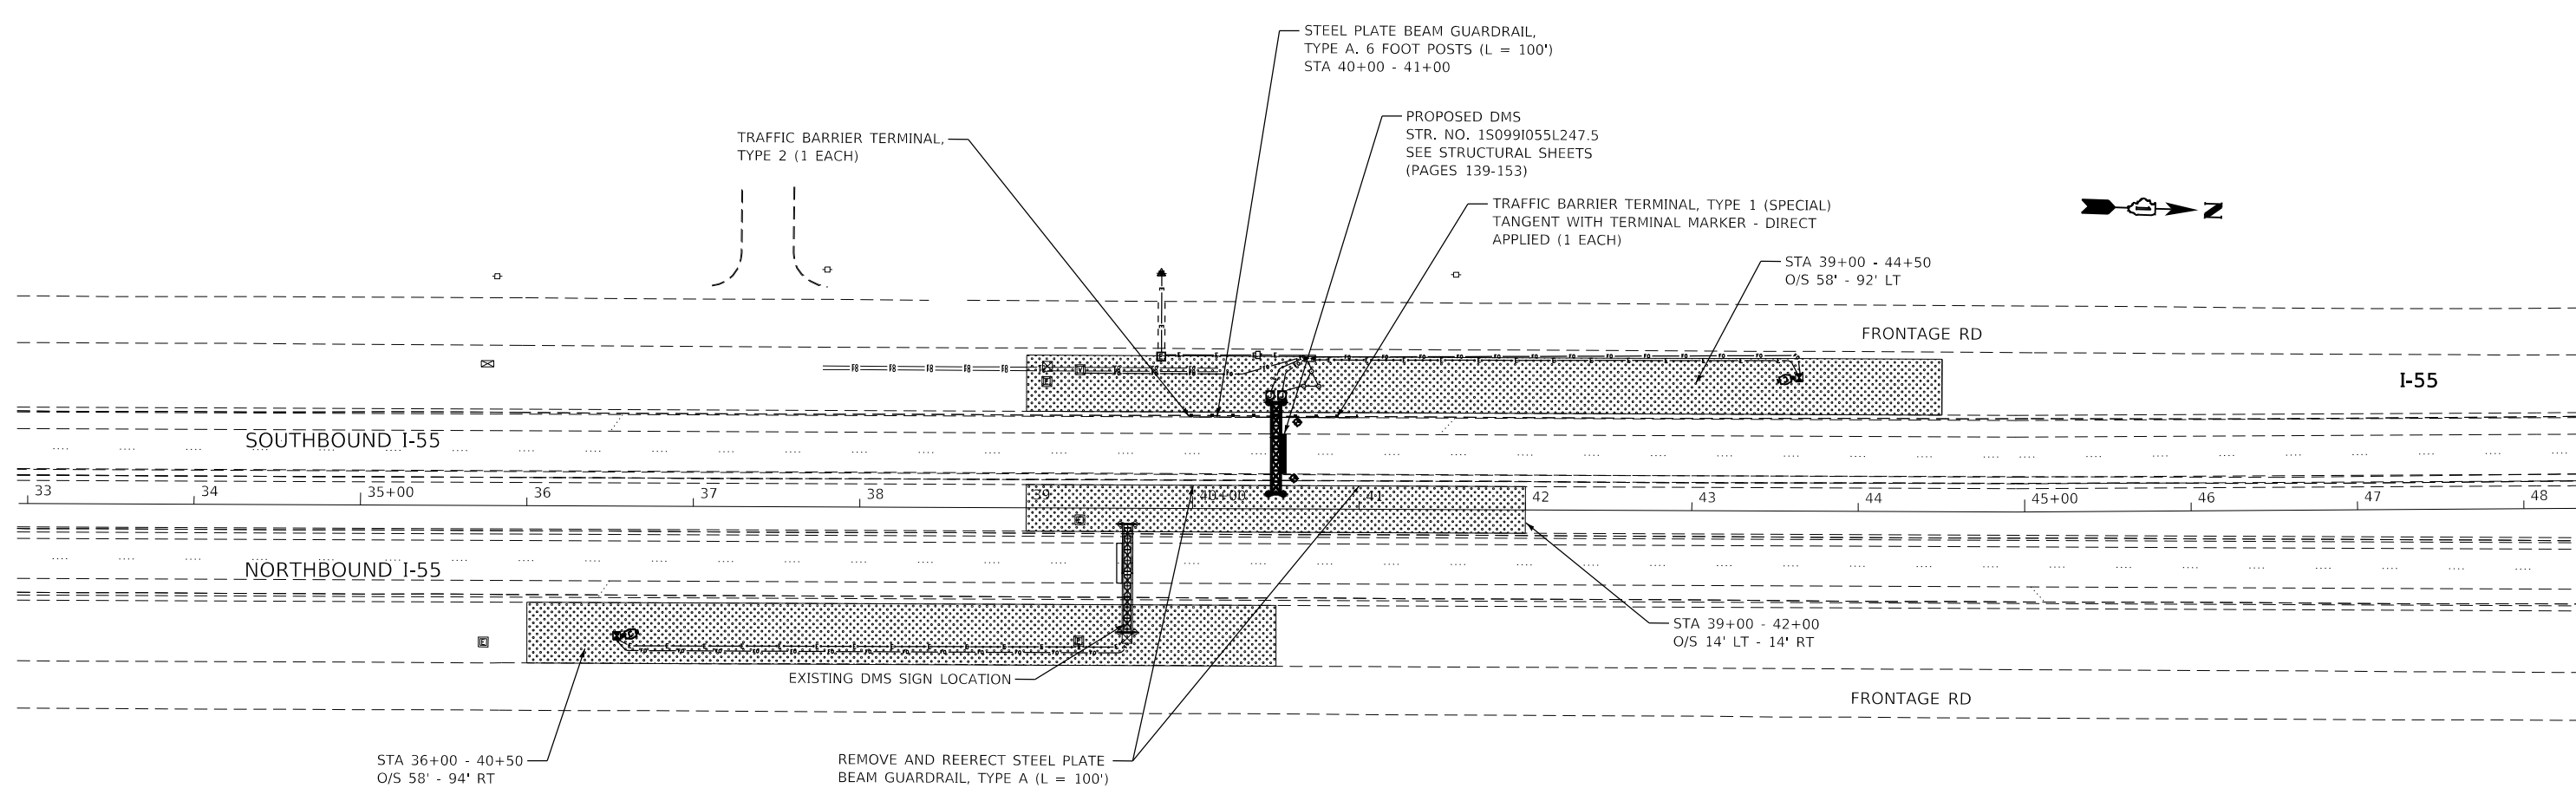 STEEL PLATE BEAM GUARDRAIL,
TYPE A. 6 FOOT POSTS (L = 100')
STA 40+00 - 41+00
PROPOSED DMS
STR. NO. 1S099I055L247.5
SEE STRUCTURAL SHEETS
(PAGES 139-153)
TRAFFIC BARRIER TERMINAL,
TYPE 2 (1 EACH)
TRAFFIC BARRIER TERMINAL, TYPE 1 (SPECIAL)
TANGENT WITH TERMINAL MARKER - DIRECT
APPLIED (1 EACH)
N
STA 39+00 - 44+50
O/S 58' - 92' LT
FRONTAGE RD
I-55
SOUTHBOUND I-55
33 34 35+00 36 37 38 39 40+00 41 42 43 44 45+00 46 47 48
NORTHBOUND I-55
STA 39+00 - 42+00
O/S 14' LT - 14' RT
EXISTING DMS SIGN LOCATION
FRONTAGE RD
STA 36+00 - 40+50
O/S 58' - 94' RT
REMOVE AND REERECT STEEL PLATE
BEAM GUARDRAIL, TYPE A (L = 100')